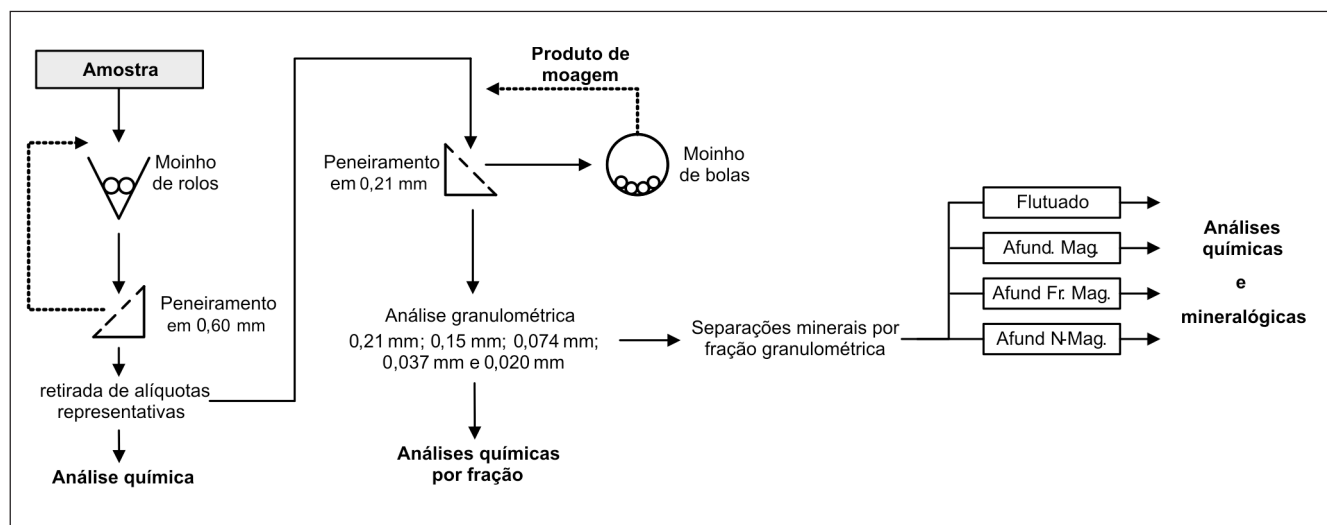 Amostra
Moinho
de rolos
Peneiramento
em 0,60 mm
retirada de alíquotas
representativas
Análise química
Produto de
moagem
Peneiramento
em 0,21 mm
Moinho
de bolas
Análise granulométrica
0,21 mm; 0,15 mm; 0,074 mm;
0,037 mm e 0,020 mm
Análises químicas
por fração
Separações minerais por
fração granulométrica
Flutuado
Afund. Mag.
Afund Fr. Mag.
Afund N-Mag.
Análises
químicas
e
mineralógicas